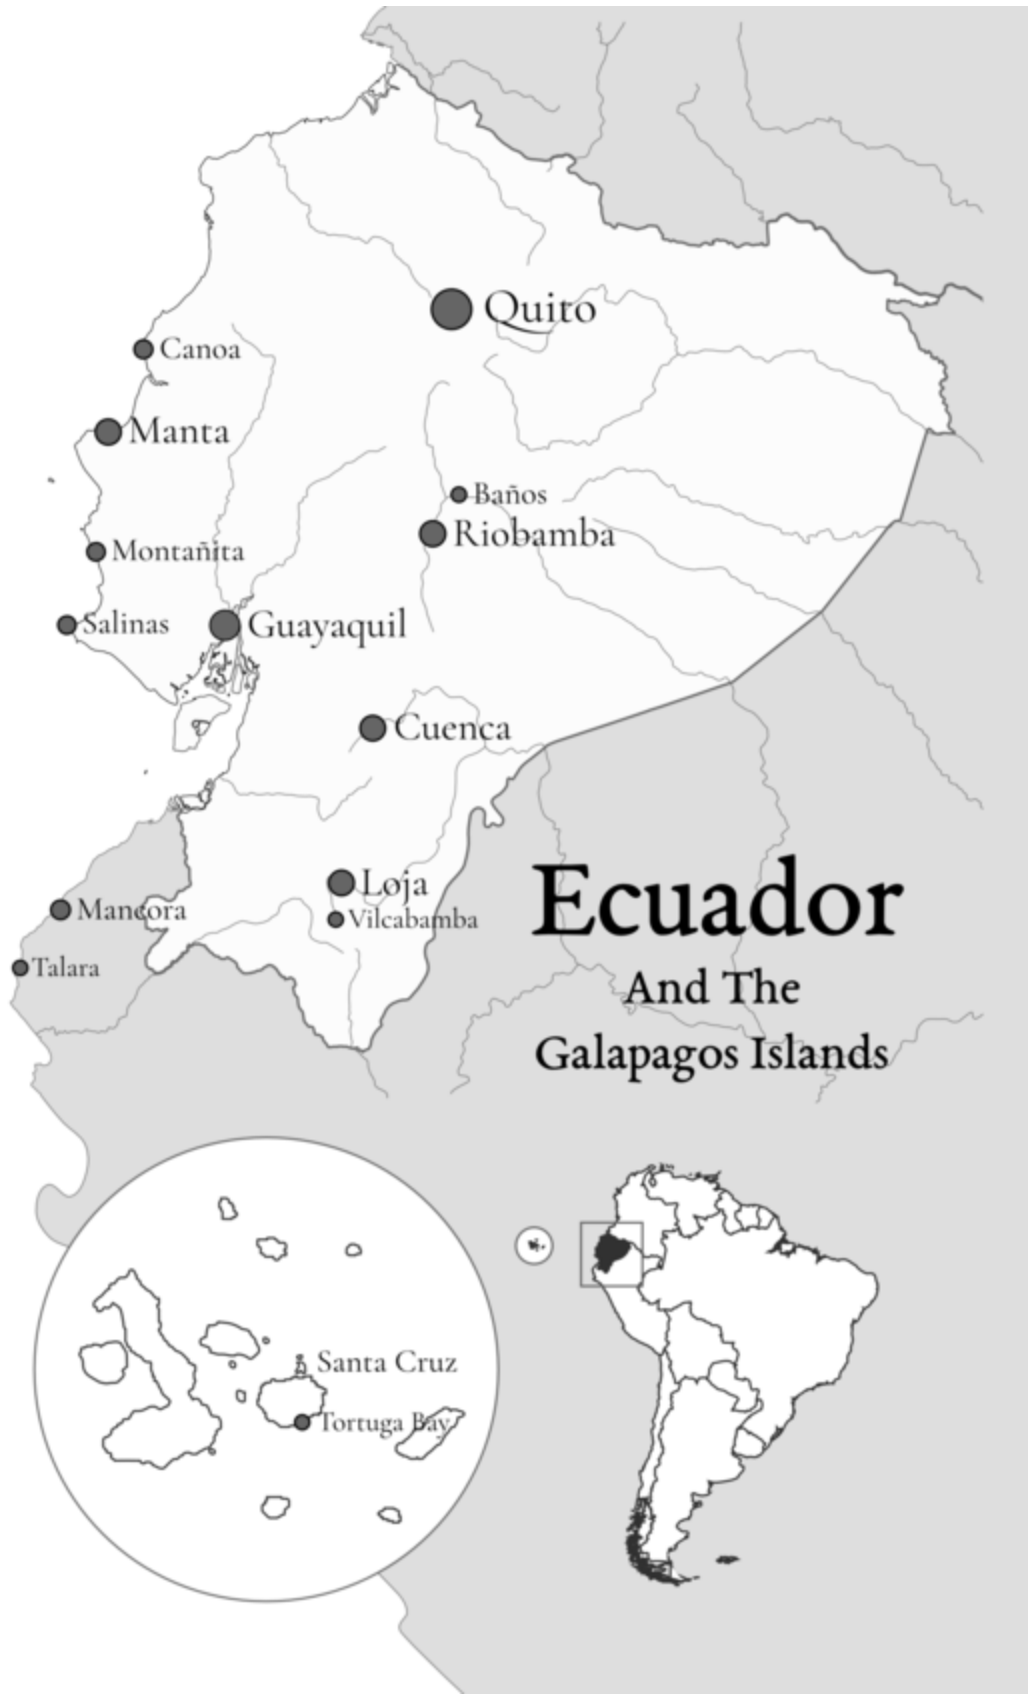 Quito
Canoa
Manta
Baños
Riobamba
Montañita
Salinas
Guayaquil
Cuenca
Ecuador
And The
Galapagos Islands
Loja
Vilcabamba
Mancora
Talara
Santa Cruz
Tortuga Bay